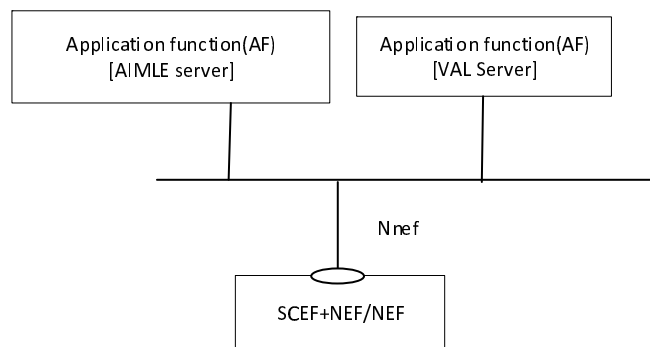 Application function(AF)
[AIMLE server]
Application function(AF)
[VAL Server]
Nnef
SCEF+NEF/NEF